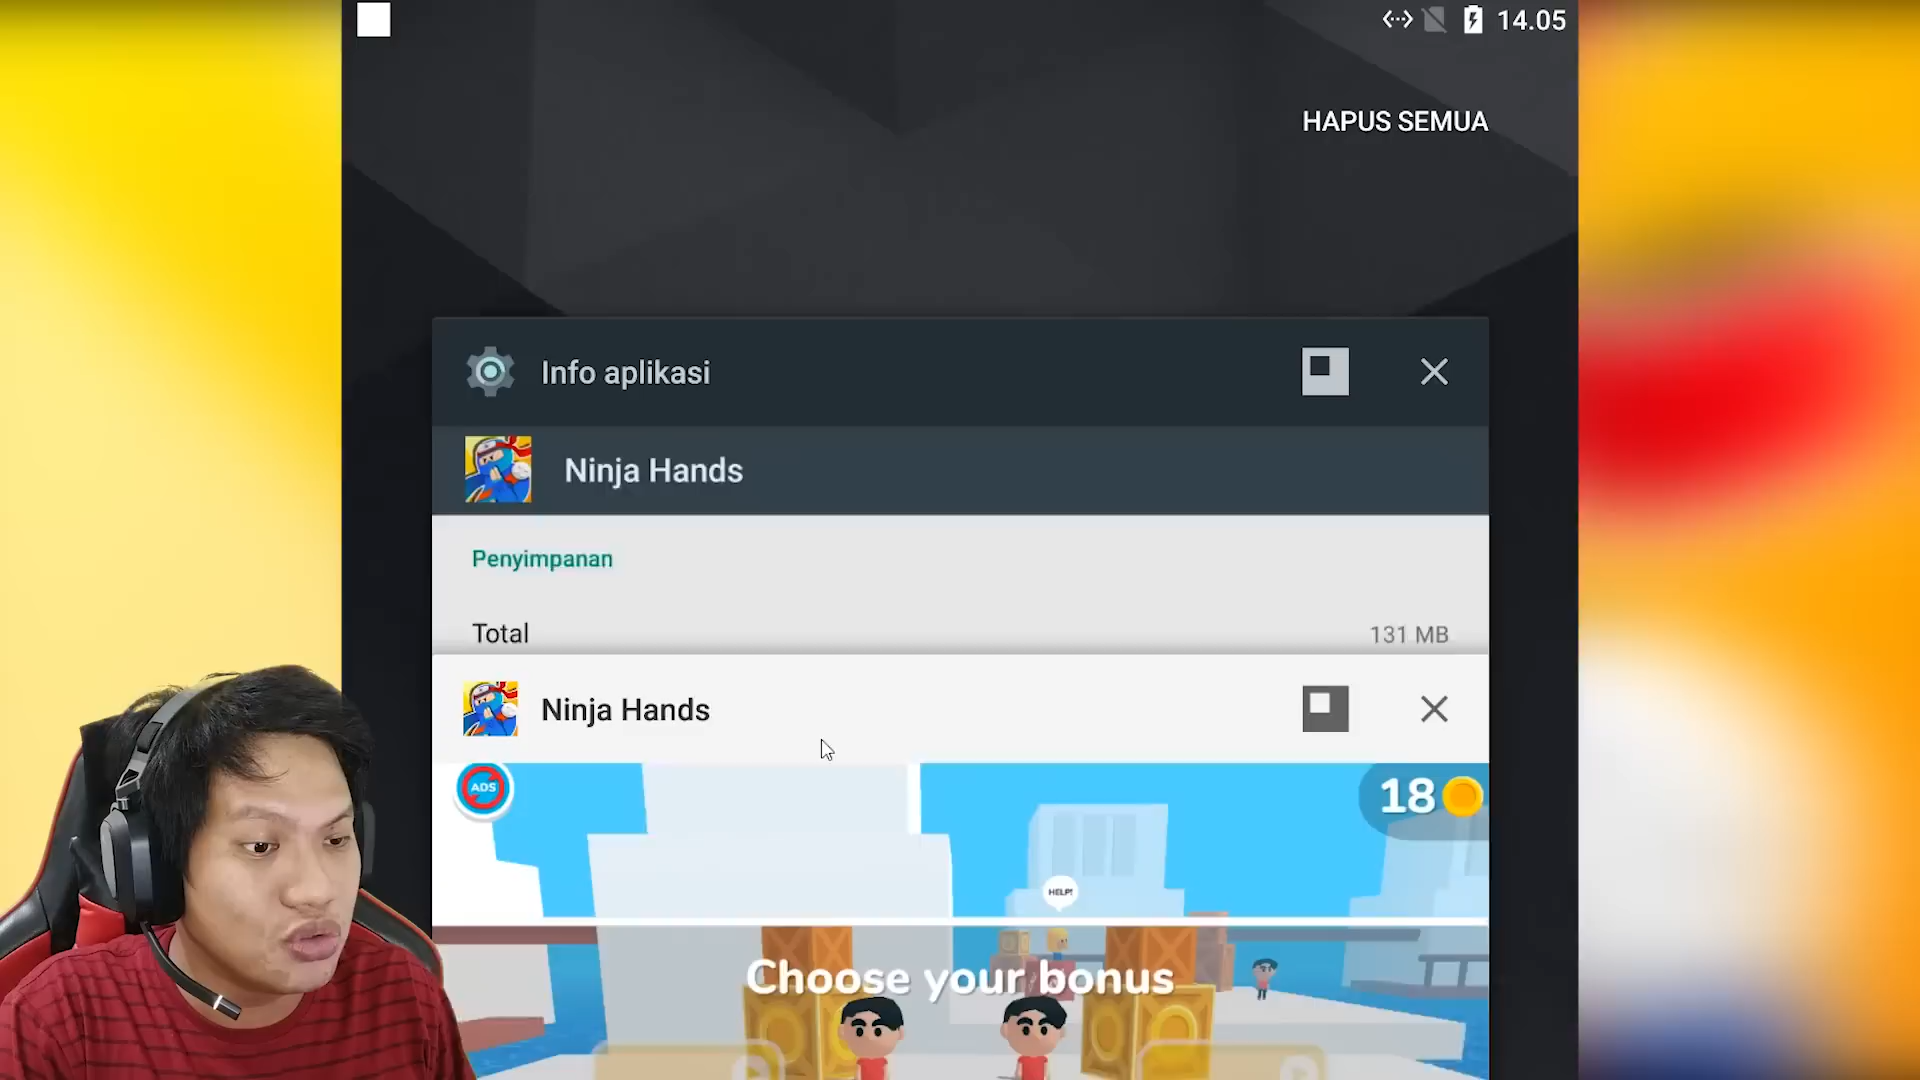 14.05
HAPUS SEMUA
Info aplikasi
Ninja Hands
Penyimpanan
Total 131 MB
Ninja Hands
ADS
18
HELP!
Choose your bonus